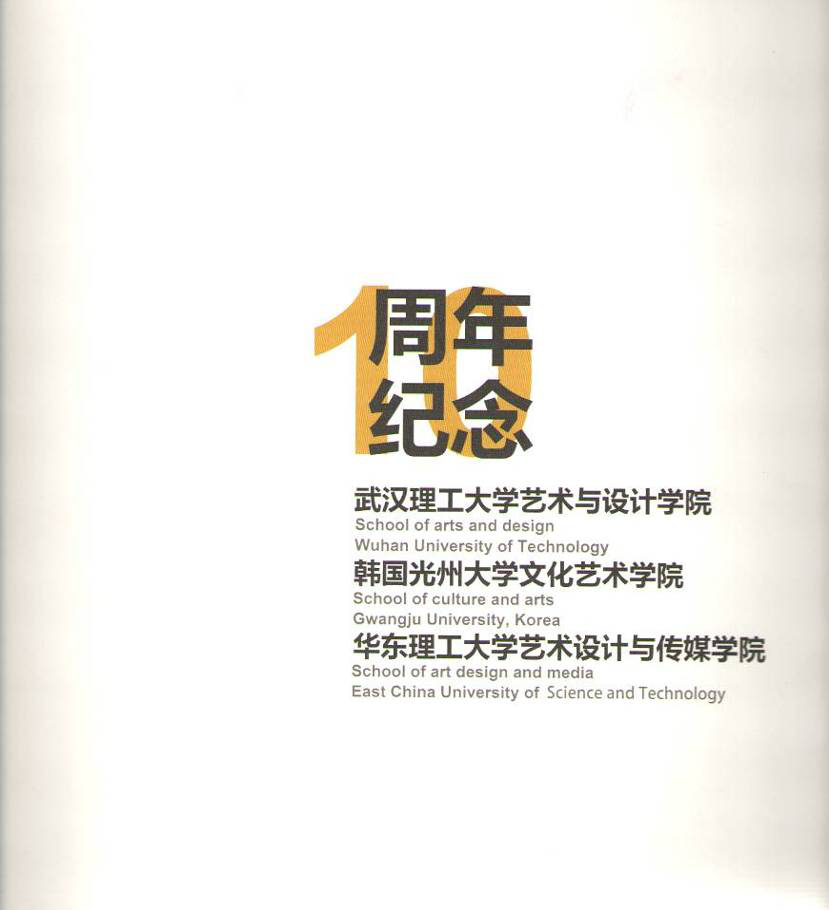 10
周年
纪念
武汉理工大学艺术与设计学院
School of arts and design
Wuhan University of Technology
韩国光州大学文化艺术学院
School of culture and arts
Gwangju University, Korea
华东理工大学艺术设计与传媒学院
School of art design and media
East China University of Science and Technology